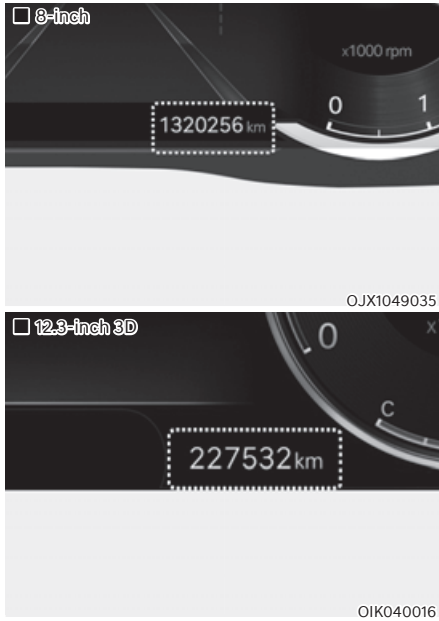 8-inch
x1000 rpm
0 1
1320256 km
OJX1049035
12.3-inch 3D
0 X
C
227532km
OIK040016